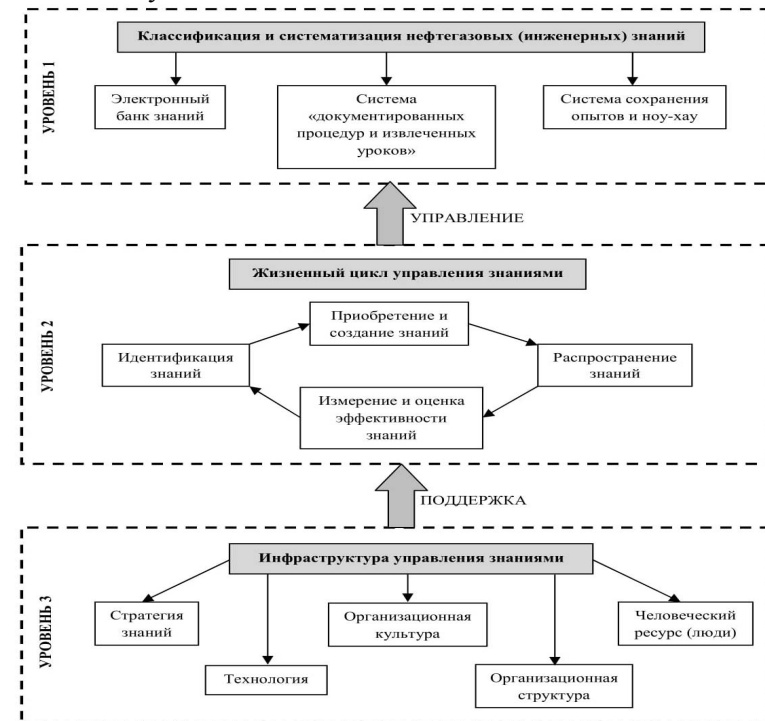 УРОВЕНЬ 1
Классификация и систематизация нефтегазовых (инженерных) знаний
Электронный
банк знаний
Система
«документированных
процедур и извлеченных
уроков»
Система сохранения
опытов и ноу-хау
УПРАВЛЕНИЕ
УРОВЕНЬ 2
Жизненный цикл управления знаниями
Приобретение и
создание знаний
Идентификация
знаний
Распространение
знаний
Измерение и оценка
эффективности
знаний
ПОДДЕРЖКА
УРОВЕНЬ 3
Инфраструктура управления знаниями
Стратегия
знаний
Организационная
культура
Человеческий
ресурс (люди)
Технология
Организационная
структура